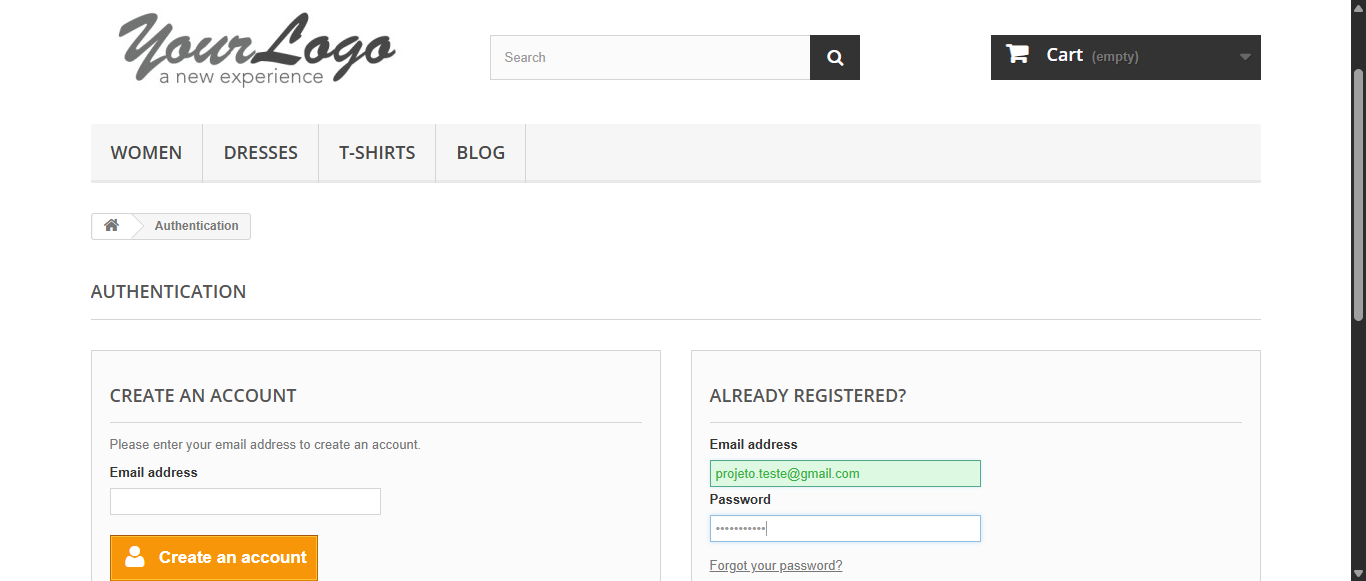 YourLogo
a new experience
Search
Cart (empty)
WOMEN DRESSES T-SHIRTS BLOG
Authentication
AUTHENTICATION
CREATE AN ACCOUNT
Please enter your email address to create an account.
Email address
Create an account
ALREADY REGISTERED?
Email address
projeto.teste@gmail.com
Password
•••••••••••
Forgot your password?